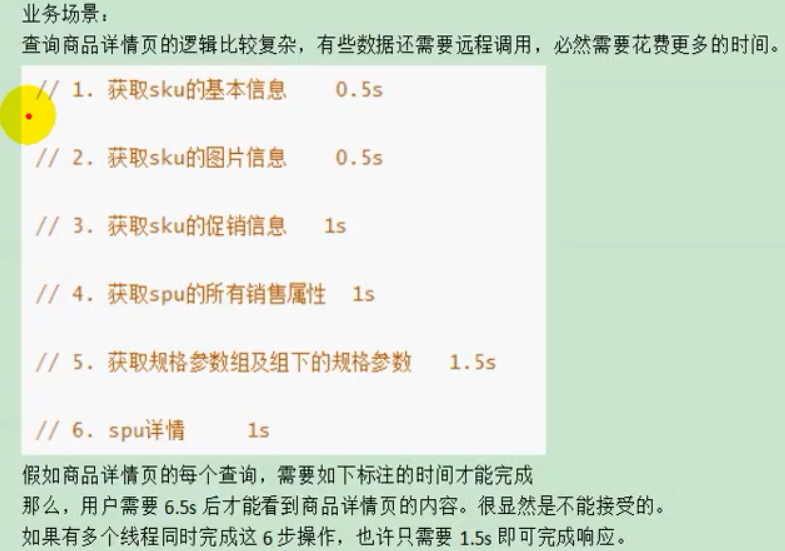 业务场景：
查询商品详情页的逻辑比较复杂，有些数据还需要远程调用，必然需要花费更多的时间。
// 1. 获取sku的基本信息 0.5s
// 2. 获取sku的图片信息 0.5s
// 3. 获取sku的促销信息 1s
// 4. 获取spu的所有销售属性 1s
// 5. 获取规格参数组及组下的规格参数 1.5s
// 6. spu详情 1s
假如商品详情页的每个查询，需要如下标注的时间才能完成
那么，用户需要 6.5s 后才能看到商品详情页的内容。很显然是不能接受的。
如果有多个线程同时完成这 6 步操作，也许只需要 1.5s 即可完成响应。